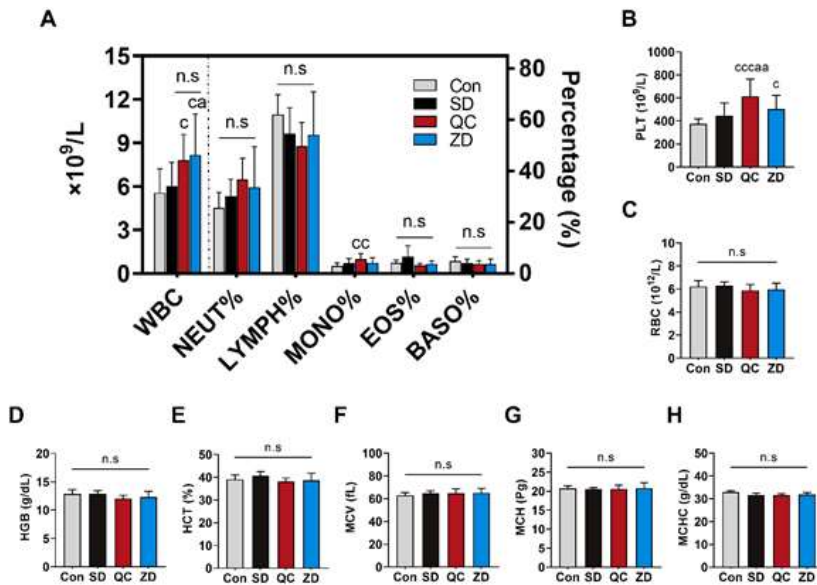 A
15
12
9
6
3
0
×10⁹/L
80
60
40
20
0
Percentage (%)
n.s
ca
c
n.s
n.s
cc
n.s
n.s
Con
SD
QC
ZD
WBC
NEUT%
LYMPH%
MONO%
EOS%
BASO%
B
PLT (10⁹/L)
1000
800
600
400
200
0
cccaa
c
Con SD QC ZD
C
RBC (10¹²/L)
8
6
4
2
0
n.s
Con SD QC ZD
D
HGB (g/dL)
20
15
10
5
0
n.s
Con SD QC ZD
E
HCT (%)
50
40
30
20
10
0
n.s
Con SD QC ZD
F
MCV (fL)
100
80
60
40
20
0
n.s
Con SD QC ZD
G
MCH (Pg)
30
25
20
15
10
5
0
n.s
Con SD QC ZD
H
MCHC (g/dL)
50
40
30
20
10
0
n.s
Con SD QC ZD